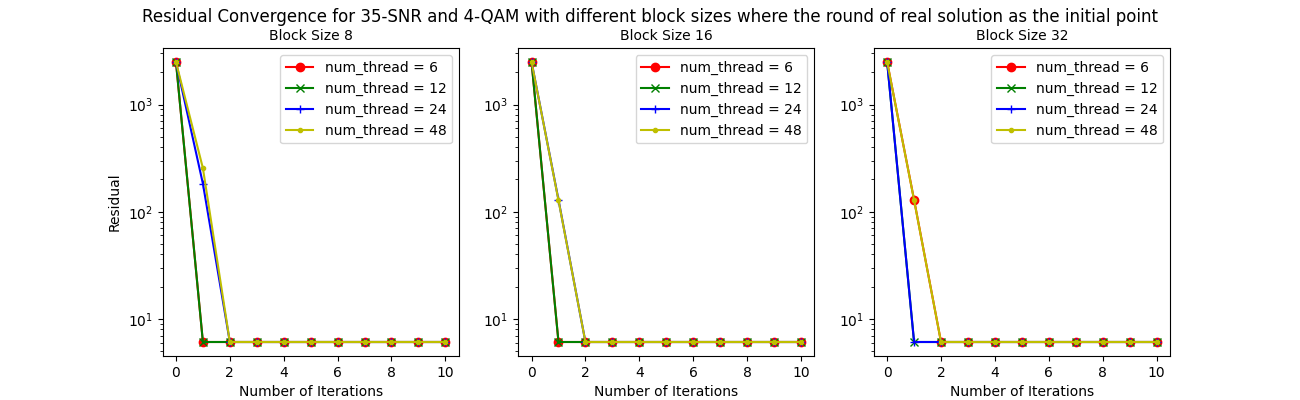 Residual Convergence for 35-SNR and 4-QAM with different block sizes where the round of real solution as the initial point
Block Size 8
Residual
10³
10²
10¹
num_thread = 6
num_thread = 12
num_thread = 24
num_thread = 48
0 2 4 6 8 10
Number of Iterations
Block Size 16
10³
10²
10¹
num_thread = 6
num_thread = 12
num_thread = 24
num_thread = 48
0 2 4 6 8 10
Number of Iterations
Block Size 32
10³
10²
10¹
num_thread = 6
num_thread = 12
num_thread = 24
num_thread = 48
0 2 4 6 8 10
Number of Iterations